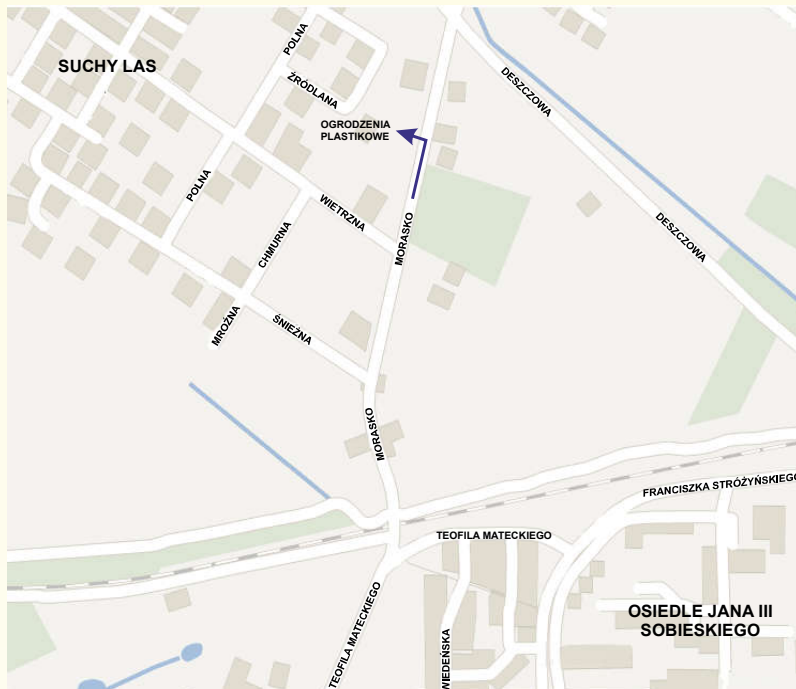 SUCHY LAS
POLNA
ŹRÓDLANA
OGRODZENIA
PLASTIKOWE
DESZCZOWA
POLNA
WIETRZNA
CHMURNA
MORASKO
DESZCZOWA
MROŹNA
ŚNIEŻNA
MORASKO
FRANCISZKA STRÓŻYŃSKIEGO
TEOFILA MATECKIEGO
TEOFILA MATECKIEGO
WIEDEŃSKA
OSIEDLE JANA III
SOBIESKIEGO